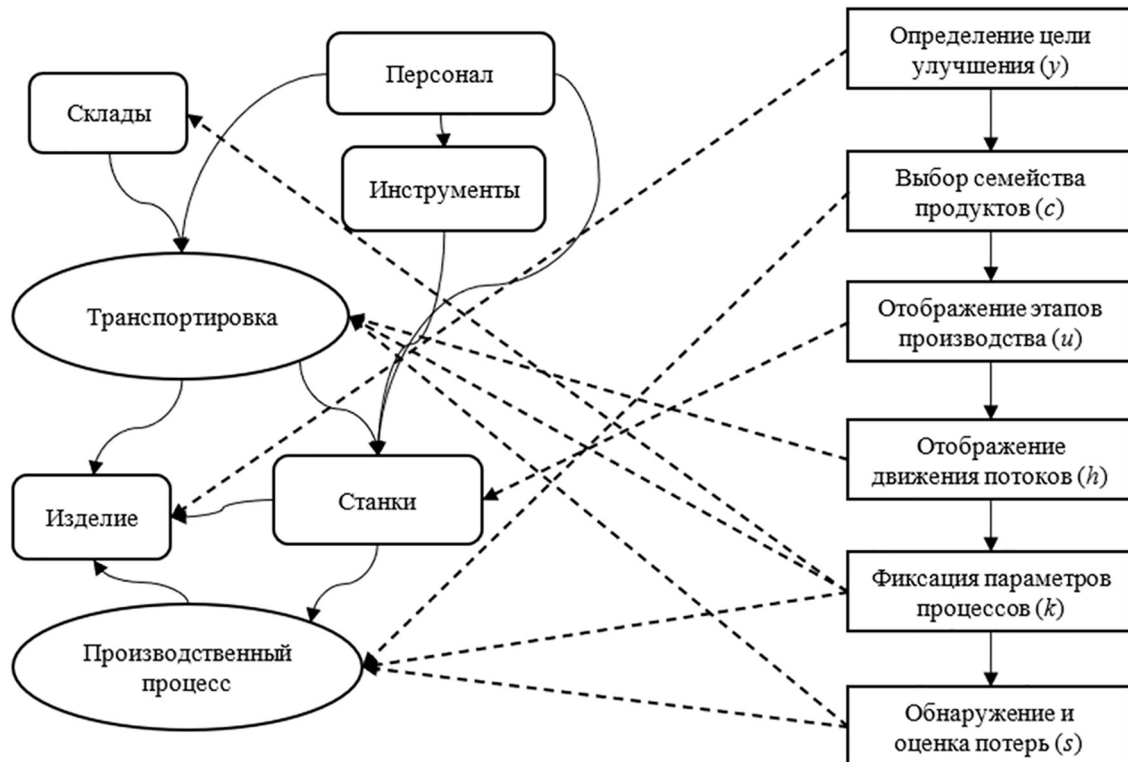 Персонал
Склады
Инструменты
Транспортировка
Изделие
Станки
Производственный
процесс
Определение цели
улучшения (y)
Выбор семейства
продуктов (c)
Отображение этапов
производства (u)
Отображение
движения потоков (h)
Фиксация параметров
процессов (k)
Обнаружение и
оценка потерь (s)